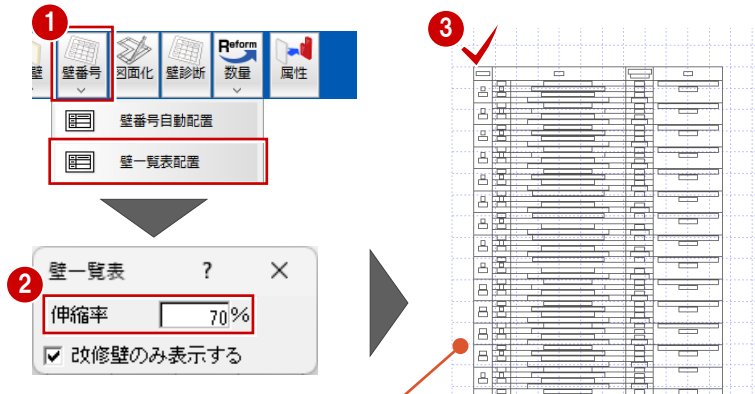 1
壁
壁番号
図面化
壁診断
Reform
数量
属性
壁番号自動配置
壁一覧表配置
2
壁一覧表 ? ×
伸縮率 70%
改修壁のみ表示する
3